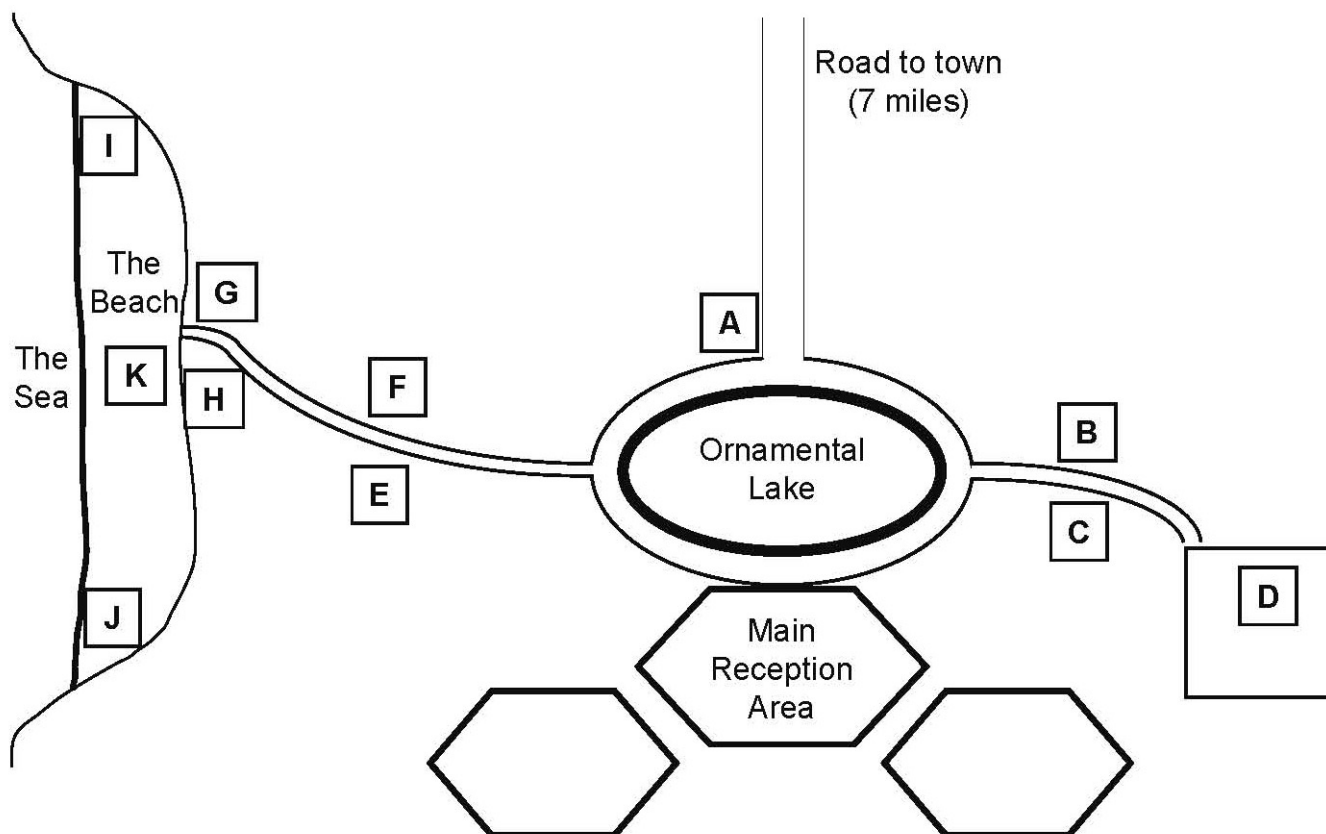 Road to town
(7 miles)
I
The
Beach
G
A
The
Sea
K
H
F
E
Ornamental
Lake
B
C
D
J
Main
Reception
Area